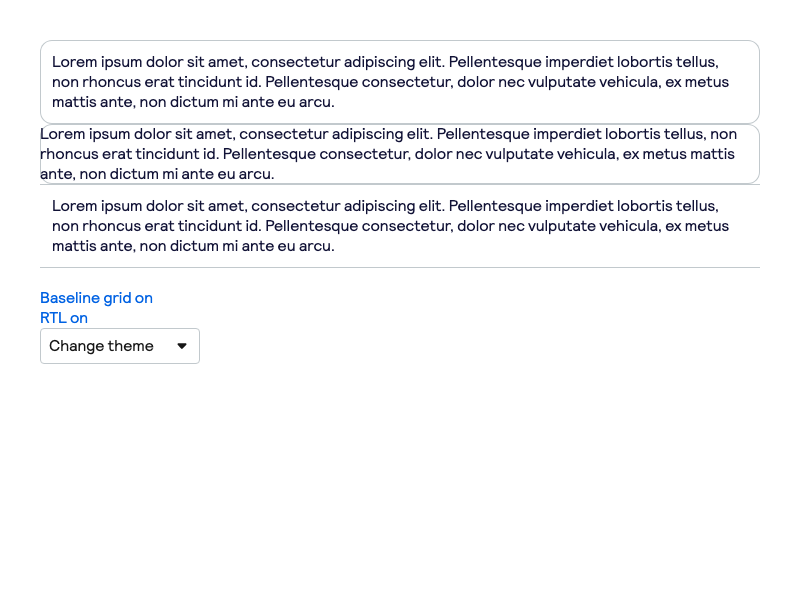 Lorem ipsum dolor sit amet, consectetur adipiscing elit. Pellentesque imperdiet lobortis tellus,
non rhoncus erat tincidunt id. Pellentesque consectetur, dolor nec vulputate vehicula, ex metus
mattis ante, non dictum mi ante eu arcu.
Lorem ipsum dolor sit amet, consectetur adipiscing elit. Pellentesque imperdiet lobortis tellus, non
rhoncus erat tincidunt id. Pellentesque consectetur, dolor nec vulputate vehicula, ex metus mattis
ante, non dictum mi ante eu arcu.
Lorem ipsum dolor sit amet, consectetur adipiscing elit. Pellentesque imperdiet lobortis tellus,
non rhoncus erat tincidunt id. Pellentesque consectetur, dolor nec vulputate vehicula, ex metus
mattis ante, non dictum mi ante eu arcu.
Baseline grid on
RTL on
Change theme